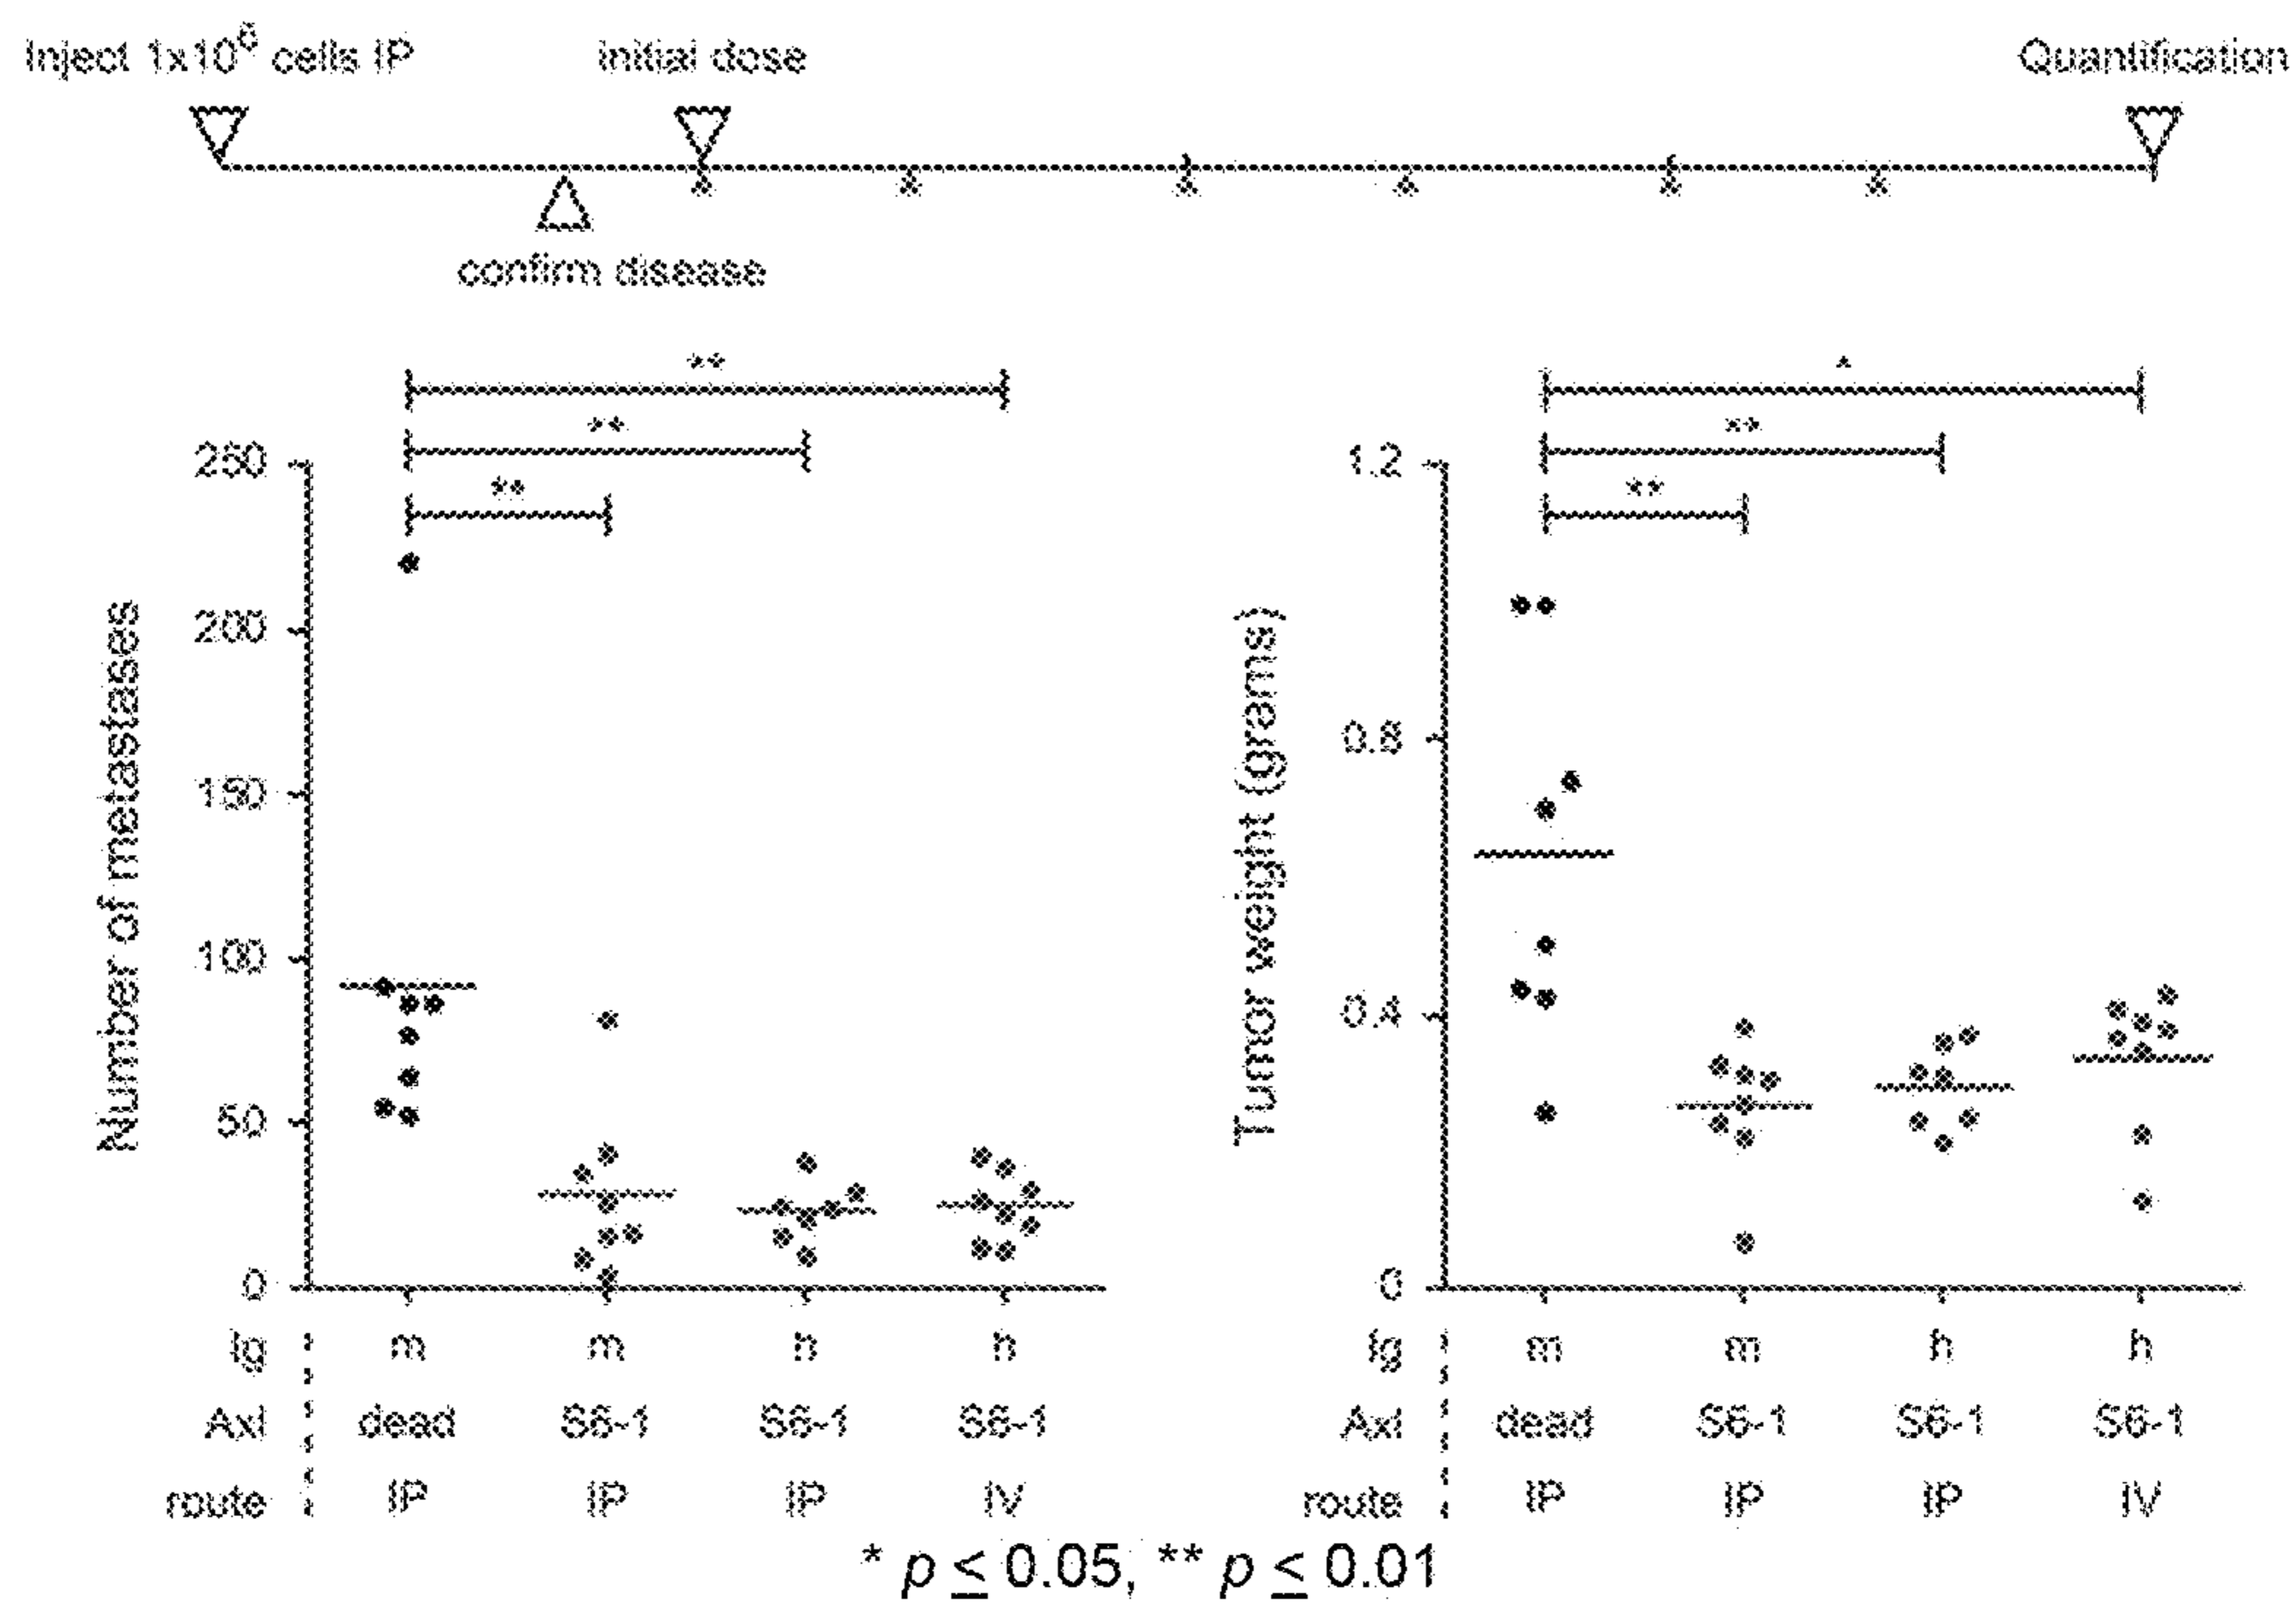 Inject 1x10⁶ cells IP
initial dose
Quantification
confirm disease
**
**
**
250
200
150
100
50
0
Number of metastases
Ig m m h h
Axl dead S6-1 S6-1 S6-1
route IP IP IP IV
*
**
**
1.2
0.8
0.4
0
Tumor weight (grams)
Ig m m h h
Axl dead S6-1 S6-1 S6-1
route IP IP IP IV
* p ≤ 0.05, ** p ≤ 0.01